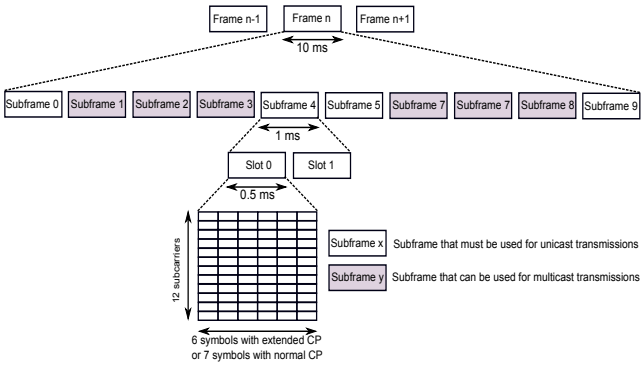 Frame n-1
Frame n
Frame n+1
10 ms
Subframe 0
Subframe 1
Subframe 2
Subframe 3
Subframe 4
Subframe 5
Subframe 7
Subframe 7
Subframe 8
Subframe 9
1 ms
Slot 0
Slot 1
0.5 ms
12 subcarriers
Subframe x
Subframe that must be used for unicast transmissions
Subframe y
Subframe that can be used for multicast transmissions
6 symbols with extended CP
or 7 symbols with normal CP